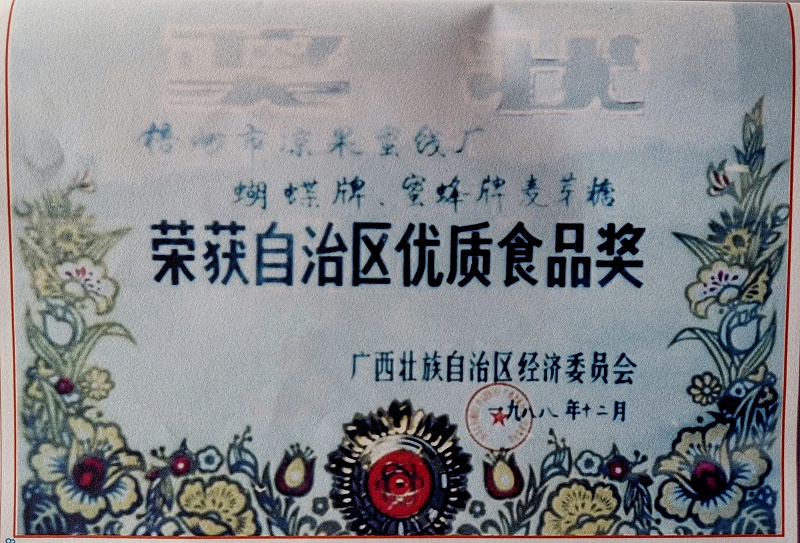 奖状
梧州市凉果蜜饯厂
蝴蝶牌、蜜蜂牌麦芽糖
荣获自治区优质食品奖
广西壮族自治区经济委员会
一九八八年十二月